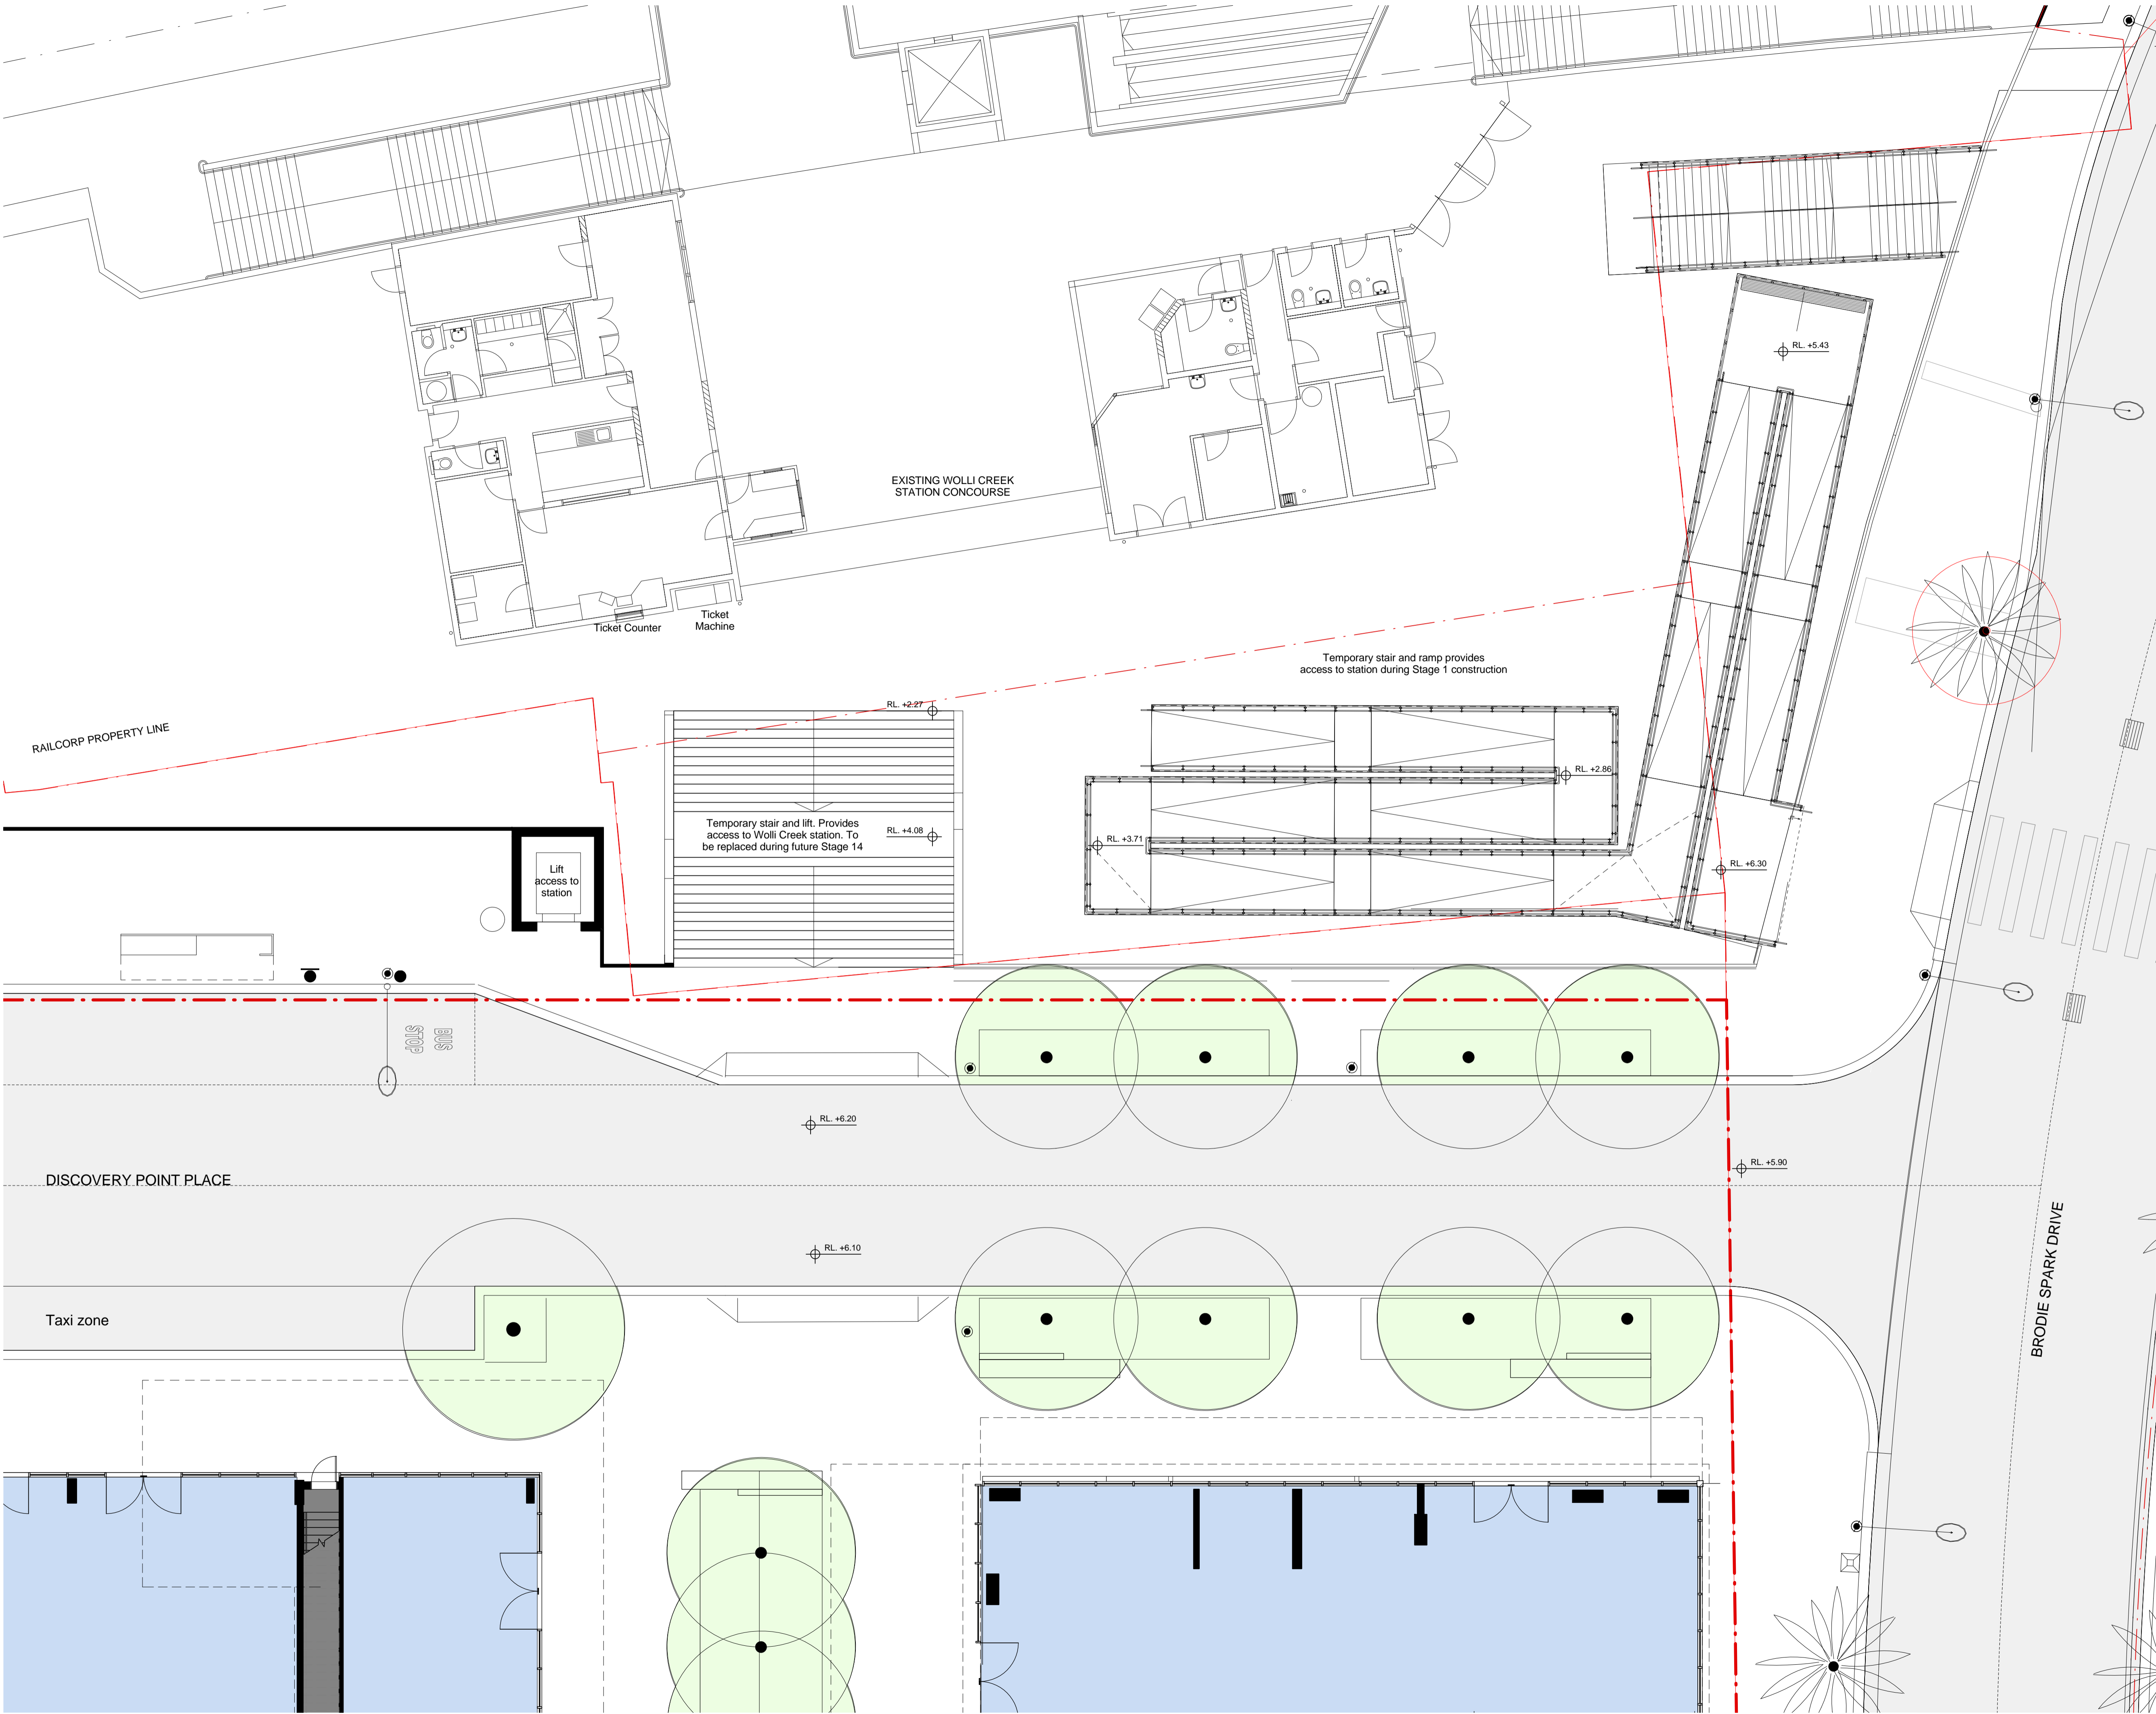 RL. +5.43
EXISTING WOLLI CREEK
STATION CONCOURSE
Ticket Counter
Ticket
Machine
Temporary stair and ramp provides
access to station during Stage 1 construction
RAILCORP PROPERTY LINE
RL. +2.27
RL. +2.86
Temporary stair and lift. Provides
access to Wolli Creek station. To
be replaced during future Stage 14
RL. +4.08
RL. +3.71
RL. +6.30
Lift
access to
station
BUS
STOP
RL. +6.20
DISCOVERY POINT PLACE
RL. +5.90
RL. +6.10
BRODIE SPARK DRIVE
Taxi zone